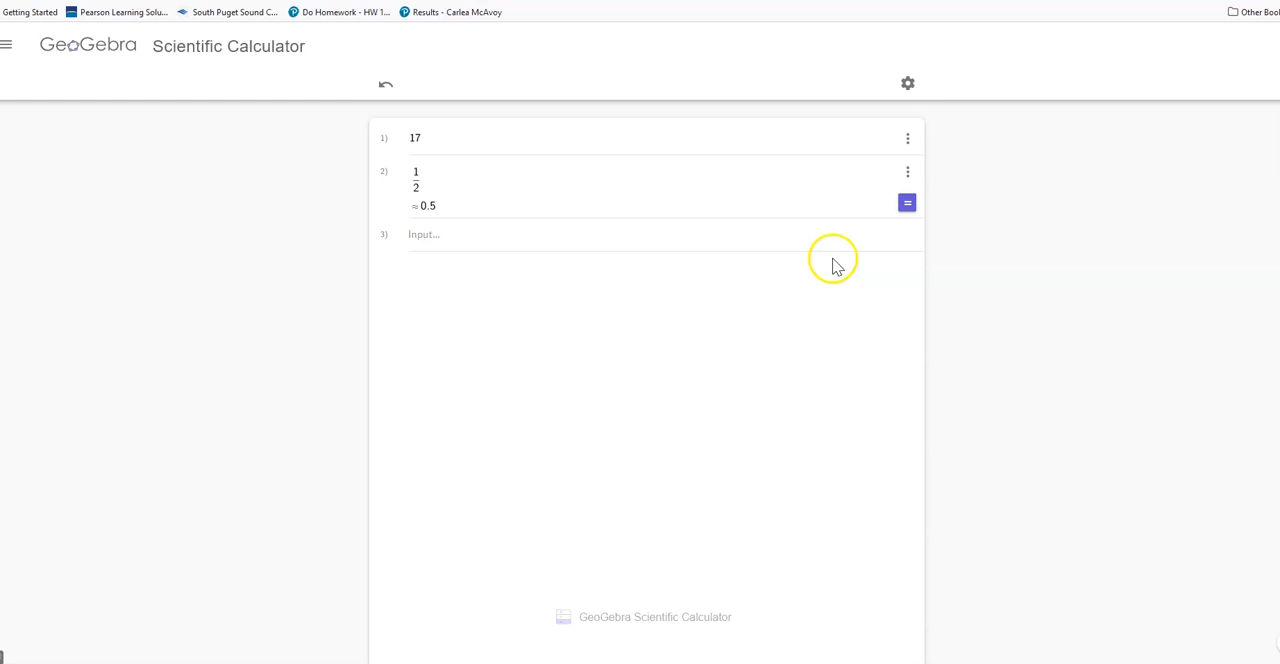 Getting Started Pearson Learning Solu... South Puget Sound C... Do Homework - HW 1... Results - Carlea McAvoy Other Book
GeoGebra Scientific Calculator
1) 17
2) 1
2
≈ 0.5
=
3) Input...
GeoGebra Scientific Calculator